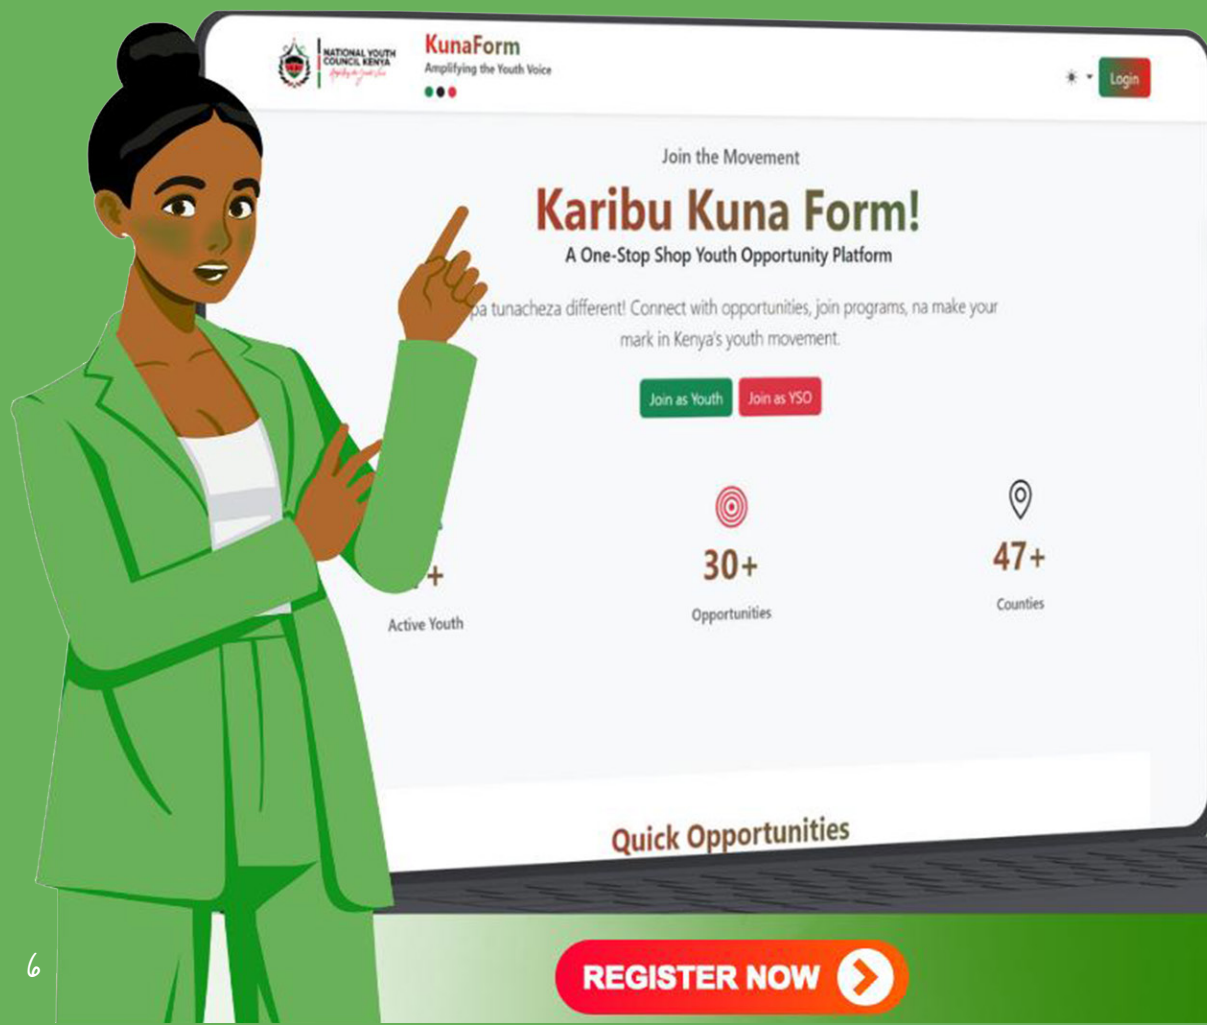 NATIONAL YOUTH
COUNCIL KENYA
KunaForm
Amplifying the Youth Voice
Login
Join the Movement
Karibu Kuna Form!
A One-Stop Shop Youth Opportunity Platform
tunacheza different! Connect with opportunities, join programs, na make your
mark in Kenya's youth movement.
Join as Youth
Join as YSO
+
30+
47+
Active Youth
Opportunities
Counties
Quick Opportunities
REGISTER NOW
6